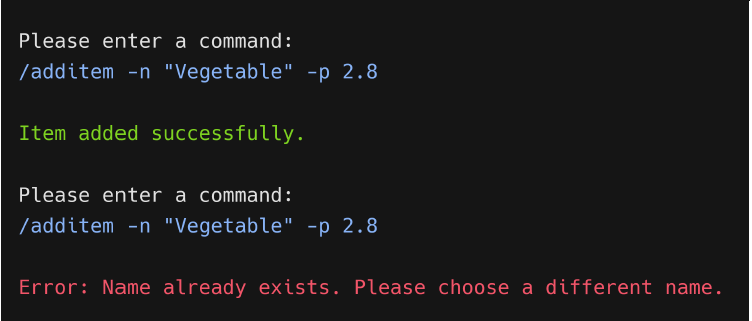 Please enter a command:
/additem -n "Vegetable" -p 2.8
Item added successfully.
Please enter a command:
/additem -n "Vegetable" -p 2.8
Error: Name already exists. Please choose a different name.